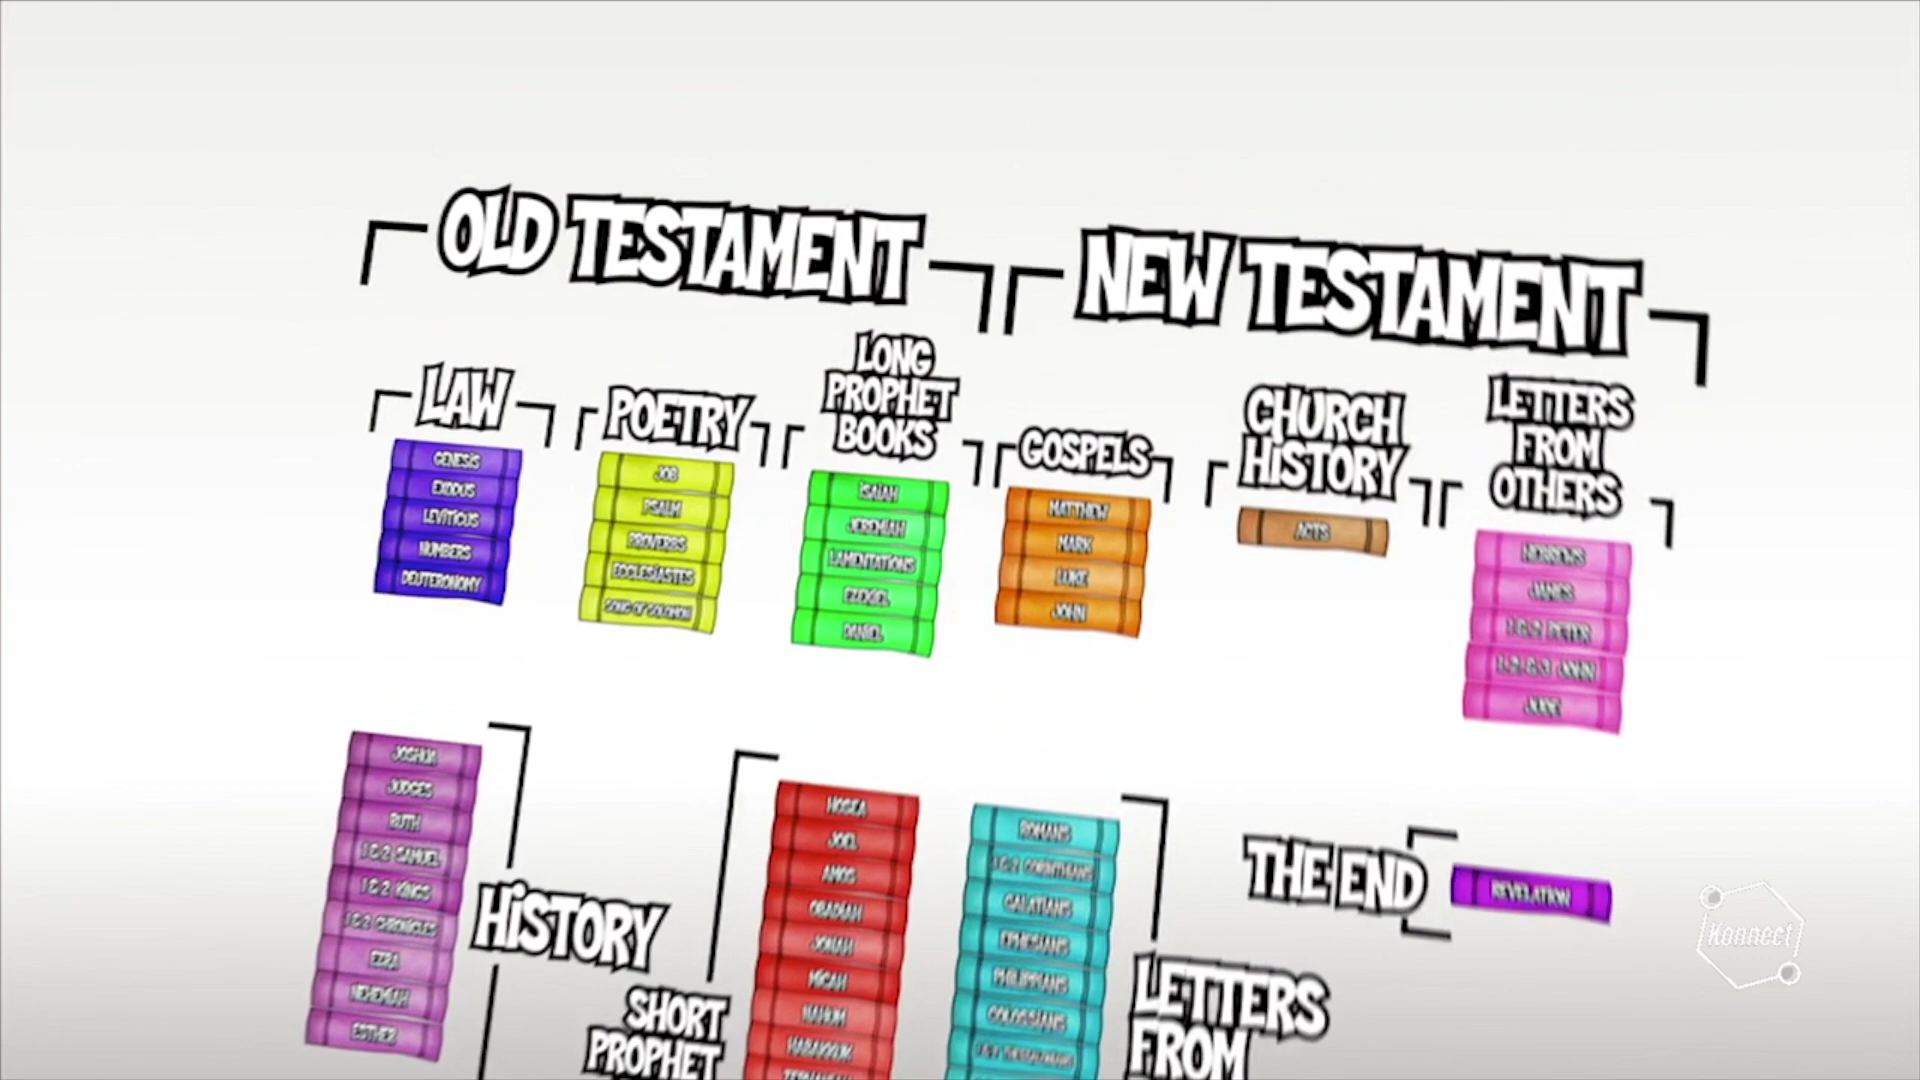 OLD TESTAMENT
NEW TESTAMENT
LAW
GENESIS
EXODUS
LEVITICUS
NUMBERS
DEUTERONOMY
POETRY
JOB
PSALM
PROVERBS
ECCLESIASTES
SONG OF SOLOMON
LONG
PROPHET
BOOKS
ISAIAH
JEREMIAH
LAMENTATIONS
EZEKIEL
DANIEL
GOSPELS
MATTHEW
MARK
LUKE
JOHN
CHURCH
HISTORY
ACTS
LETTERS
FROM
OTHERS
HEBREWS
JAMES
1 & 2 PETER
1, 2, & 3 JOHN
JUDE
JOSHUA
JUDGES
RUTH
1 & 2 SAMUEL
1 & 2 KINGS
1 & 2 CHRONICLES
EZRA
NEHEMIAH
ESTHER
HISTORY
SHORT
PROPHET
HOSEA
JOEL
AMOS
OBADIAH
JONAH
MICAH
NAHUM
HABAKKUK
ROMANS
1 & 2 CORINTHIANS
GALATIANS
EPHESIANS
PHILIPPIANS
COLOSSIANS
1 & 2 THESSALONIANS
LETTERS
FROM
THE END
REVELATION
Konnect